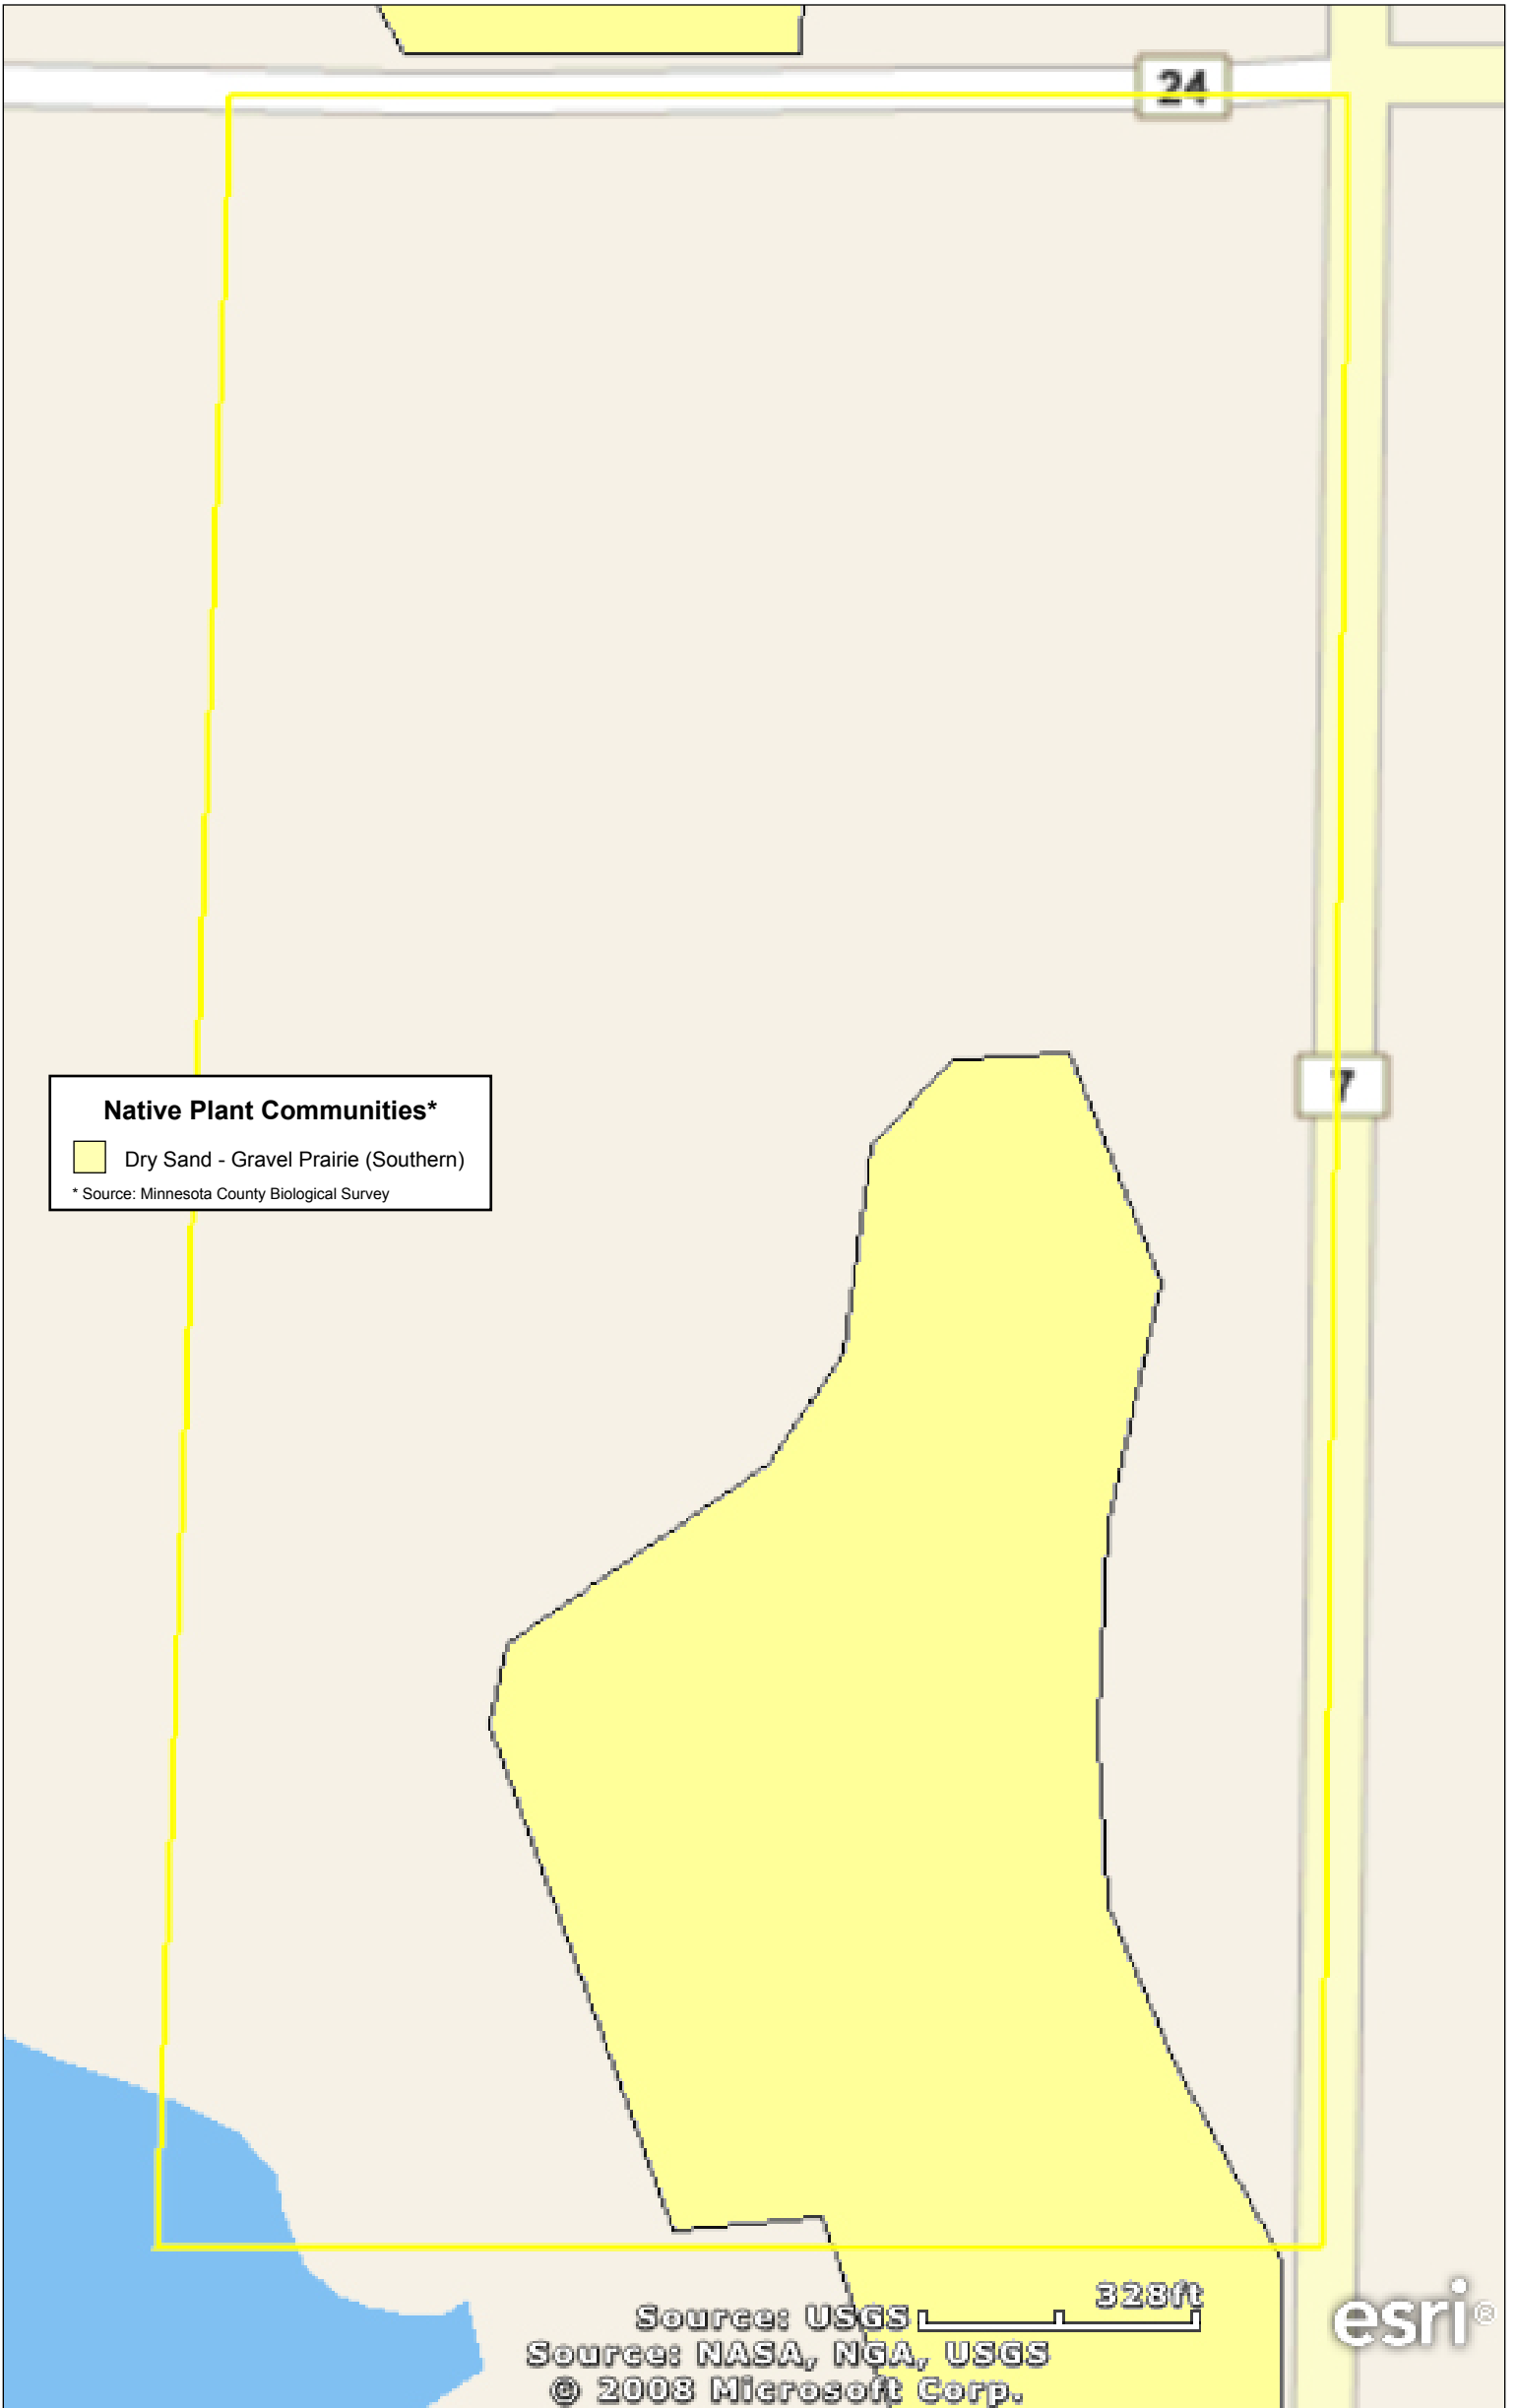 24
7
Native Plant Communities*
Dry Sand - Gravel Prairie (Southern)
* Source: Minnesota County Biological Survey
328ft
Source: USGS
Source: NASA, NGA, USGS
© 2008 Microsoft Corp.
esri®